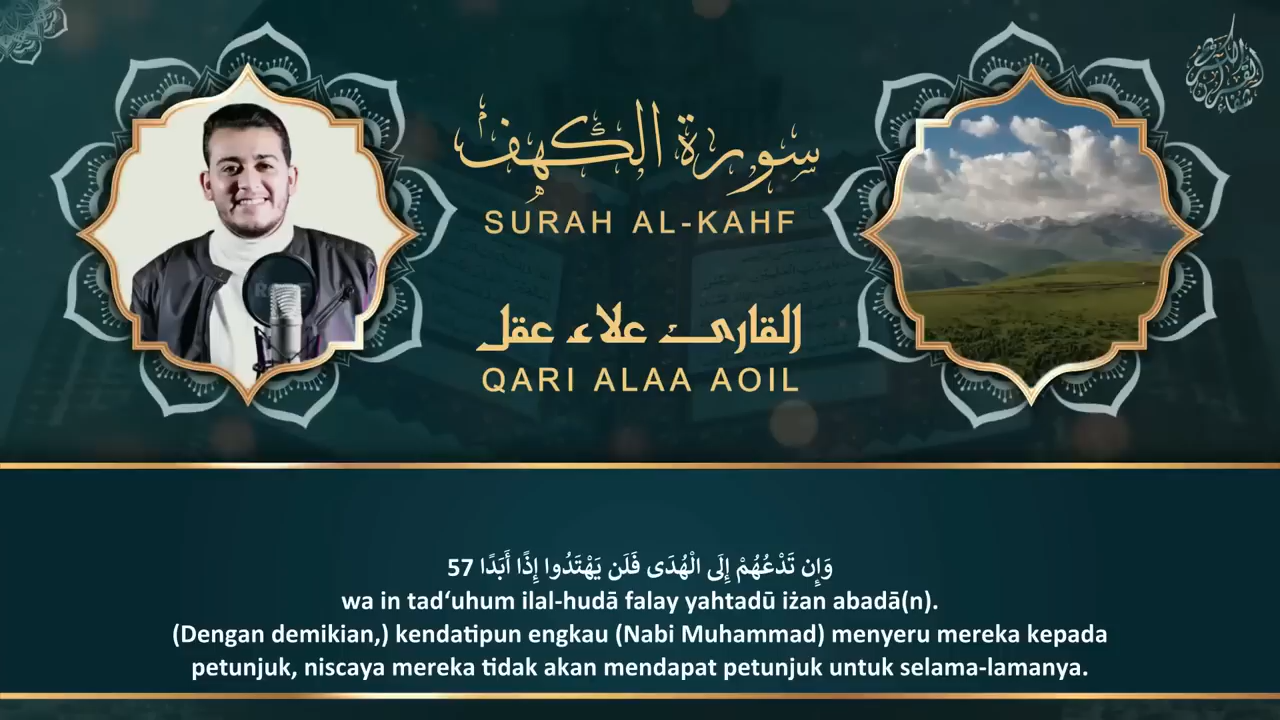 سورة الكهف
SURAH AL-KAHF
القارئ علاء عقل
QARI ALAA AOIL
وَإِن تَدْعُهُمْ إِلَى الْهُدَى فَلَن يَهْتَدُوا إِذًا أَبَدًا 57
wa in tad‘uhum ilal-hudā falay yahtadū iżan abadā(n).
(Dengan demikian,) kendatipun engkau (Nabi Muhammad) menyeru mereka kepada
petunjuk, niscaya mereka tidak akan mendapat petunjuk untuk selama-lamanya.